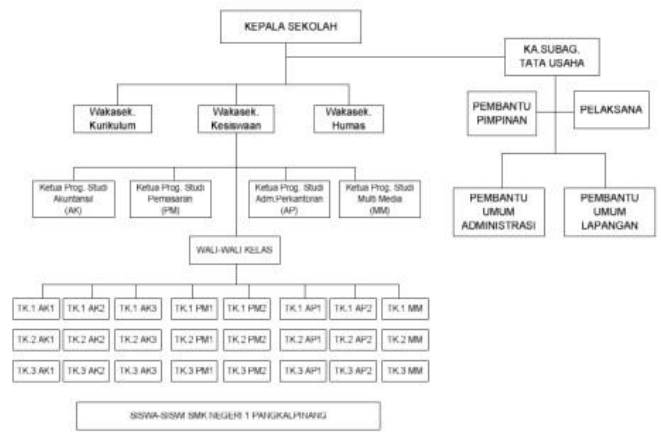 KEPALA SEKOLAH
KA.SUBAG.
TATA USAHA
Wakasek.
Kurikulum
Wakasek.
Kesiswaan
Wakasek.
Humas
PEMBANTU
PIMPINAN
PELAKSANA
Ketua Prog. Studi
Akuntansil
(AK)
Ketua Prog. Studi
Pemasaran
(PM)
Ketua Prog. Studi
Adm.Perkantoran
(AP)
Ketua Prog. Studi
Multi Media
(MM)
PEMBANTU
UMUM
ADMINISTRASI
PEMBANTU
UMUM
LAPANGAN
WALI-WALI KELAS
TK.1 AK1
TK.1 AK2
TK.1 AK3
TK.1 PM1
TK.1 PM2
TK.1 AP1
TK.1 AP2
TK.1 MM
TK.2 AK1
TK.2 AK2
TK.2 AK3
TK.2 PM1
TK.2 PM2
TK.2 AP1
TK.2 AP2
TK.2 MM
TK.3 AK1
TK.3 AK2
TK.3 AK3
TK.3 PM1
TK.3 PM2
TK.3 AP1
TK.3 AP2
TK.3 MM
SISWA-SISWI SMK NEGERI 1 PANGKALPINANG